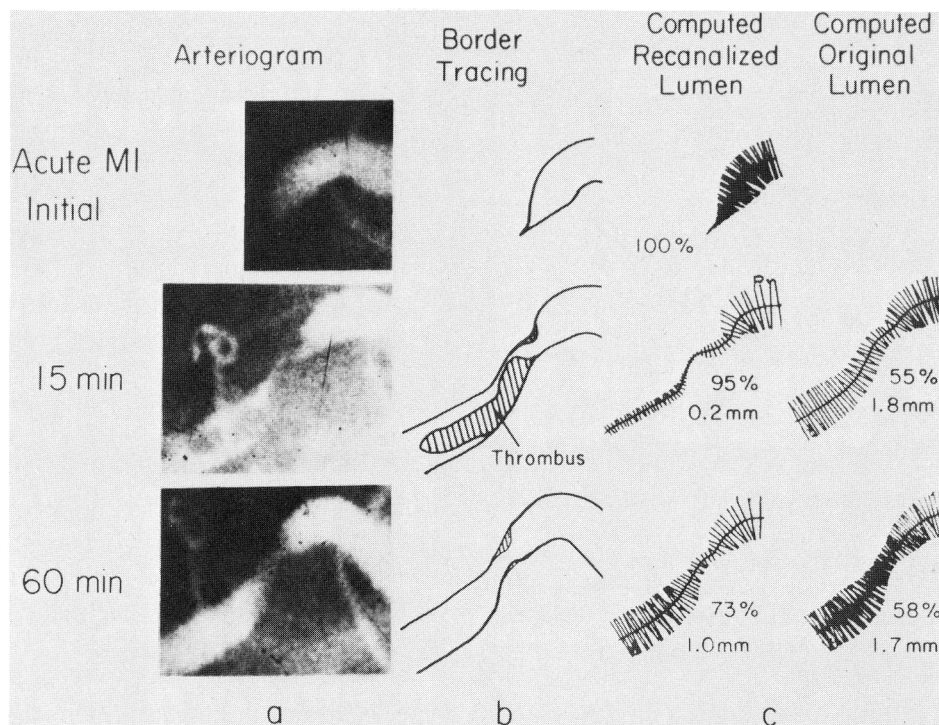 Arteriogram
Border
Tracing
Computed
Recanalized
Lumen
Computed
Original
Lumen
Acute MI
Initial
100%
15 min
Thrombus
95%
0.2mm
55%
1.8mm
60 min
73%
1.0mm
58%
1.7mm
a
b
c